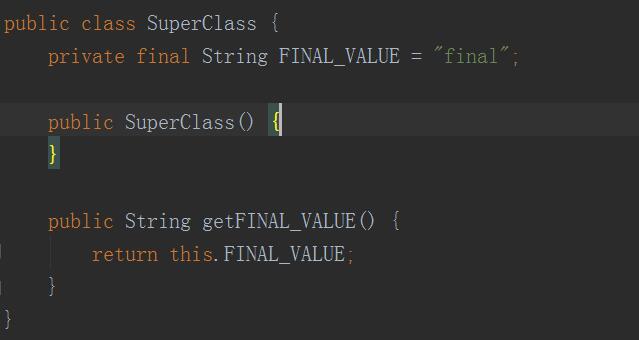 public class SuperClass {
private final String FINAL_VALUE = "final";
public SuperClass() {
}
public String getFINAL_VALUE() {
return this.FINAL_VALUE;
}
}